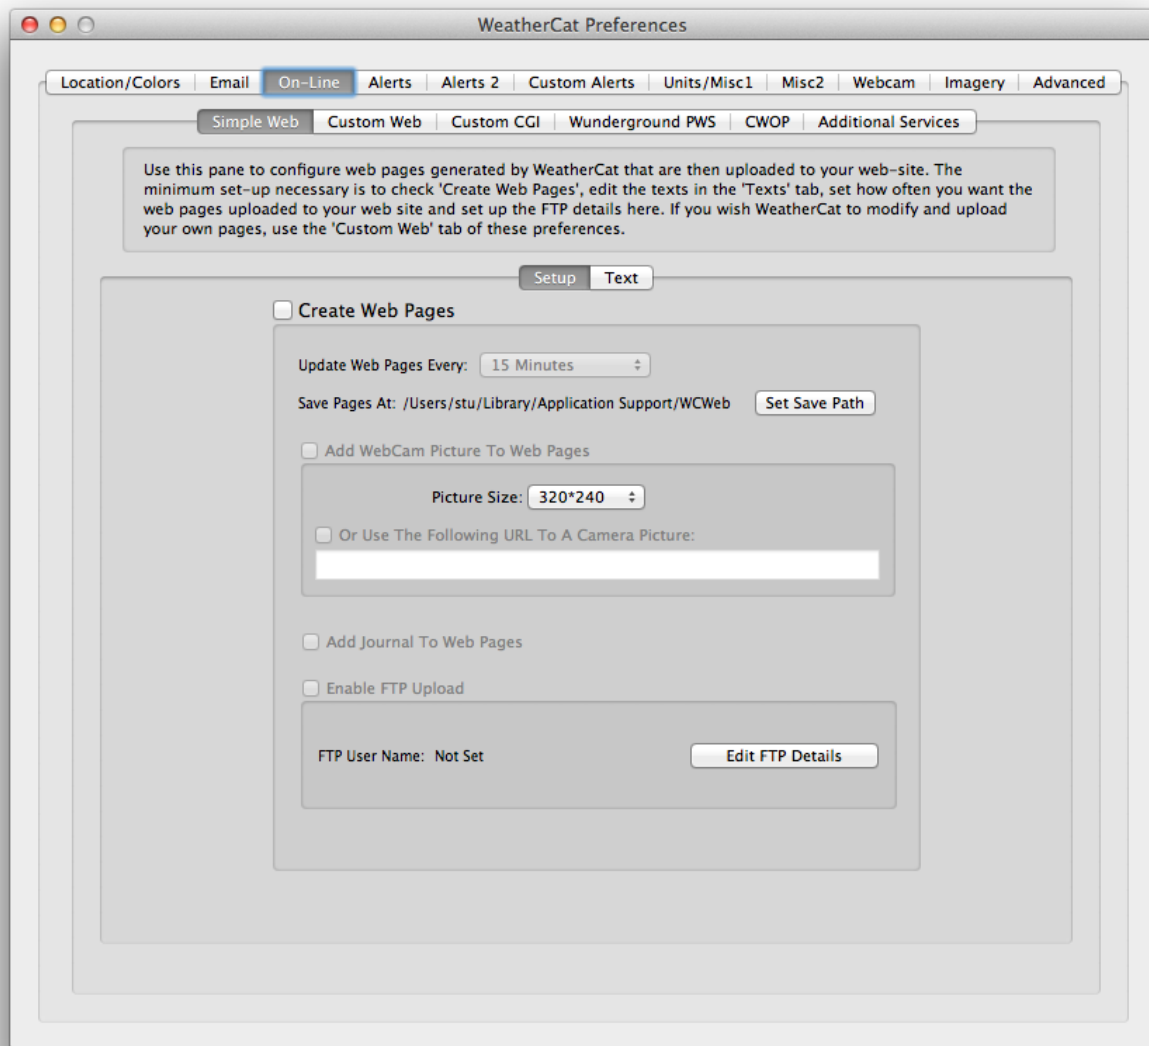 WeatherCat Preferences
Location/Colors Email On-Line Alerts Alerts 2 Custom Alerts Units/Misc1 Misc2 Webcam Imagery Advanced
Simple Web Custom Web Custom CGI Wunderground PWS CWOP Additional Services
Use this pane to configure web pages generated by WeatherCat that are then uploaded to your web-site. The
minimum set-up necessary is to check 'Create Web Pages', edit the texts in the 'Texts' tab, set how often you want the
web pages uploaded to your web site and set up the FTP details here. If you wish WeatherCat to modify and upload
your own pages, use the 'Custom Web' tab of these preferences.
Setup Text
Create Web Pages
Update Web Pages Every: 15 Minutes
Save Pages At: /Users/stu/Library/Application Support/WCWeb Set Save Path
Add WebCam Picture To Web Pages
Picture Size: 320*240
Or Use The Following URL To A Camera Picture:
Add Journal To Web Pages
Enable FTP Upload
FTP User Name: Not Set Edit FTP Details